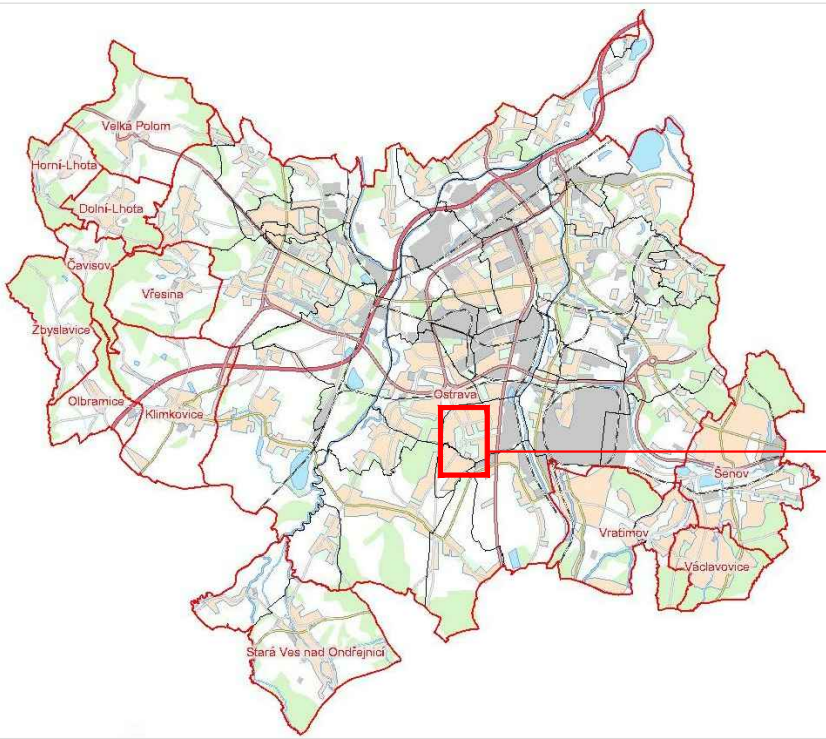 Velká Polom
Horní-Lhota
Dolní-Lhota
Čavisov
Vřesina
Zbyslavice
Olbramice
Klimkovice
Ostrava
Šenov
Vratimov
Václavovice
Stará Ves nad Ondřejnicí